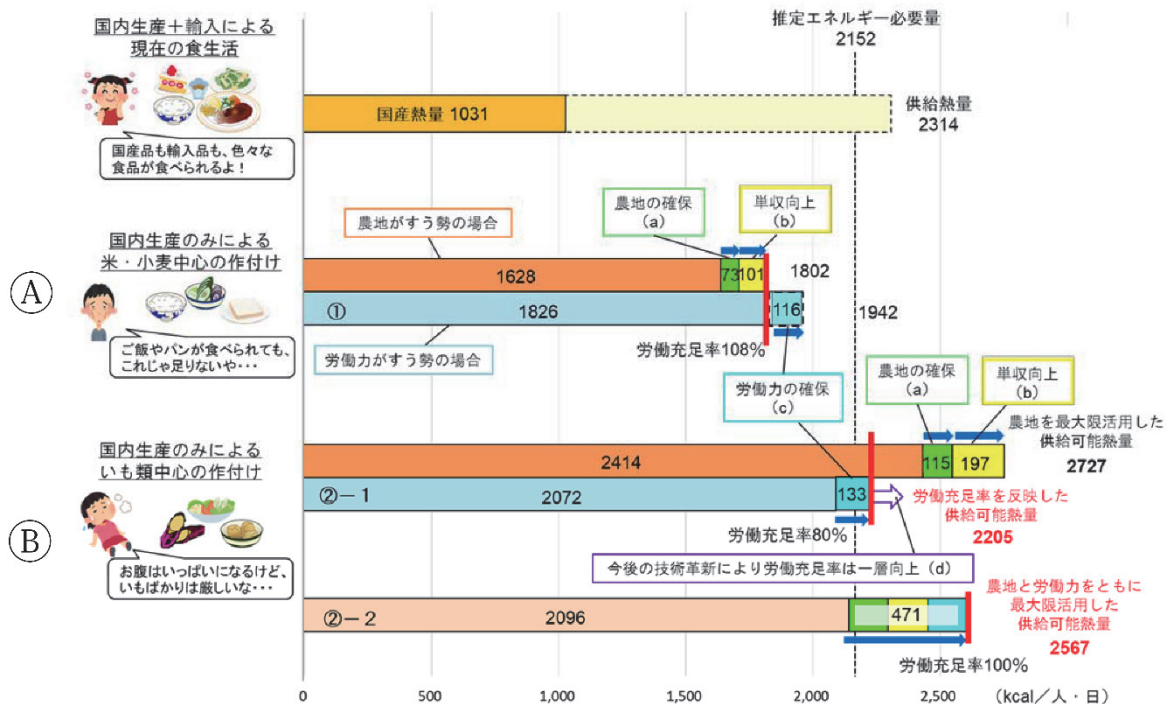 国内生産＋輸入による
現在の食生活
国産品も輸入品も、色々な
食品が食べられるよ！
推定エネルギー必要量
2152
国産熱量 1031
供給熱量
2314
Ⓐ
国内生産のみによる
米・小麦中心の作付け
ご飯やパンが食べられても、
これじゃ足りないや・・・
農地がすう勢の場合
農地の確保
（a）
単収向上
（b）
1628
73
101
1802
①
1826
116
1942
労働力がすう勢の場合
労働充足率108%
労働力の確保
（c）
Ⓑ
国内生産のみによる
いも類中心の作付け
お腹はいっぱいになるけど、
いもばかりは厳しいな・・・
農地の確保
（a）
単収向上
（b）
農地を最大限活用した
供給可能熱量
2727
2414
115
197
②－1
2072
133
労働充足率を反映した
供給可能熱量
2205
労働充足率80%
今後の技術革新により労働充足率は一層向上（d）
農地と労働力をともに
最大限活用した
供給可能熱量
2567
②－2
2096
471
労働充足率100%
0
500
1,000
1,500
2,000
2,500
（kcal／人・日）